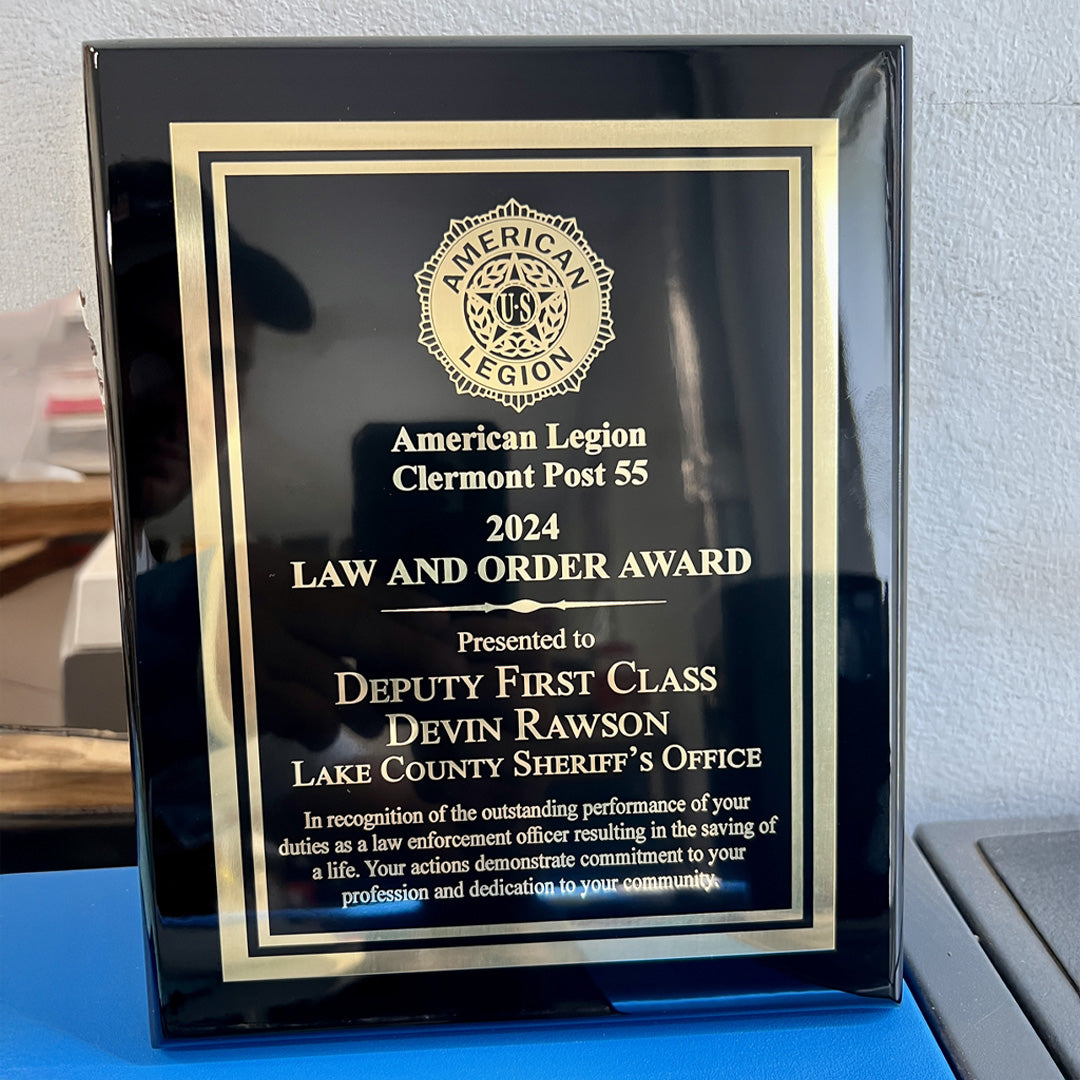 AMERICAN
U·S
LEGION
American Legion
Clermont Post 55
2024
LAW AND ORDER AWARD
Presented to
DEPUTY FIRST CLASS
DEVIN RAWSON
LAKE COUNTY SHERIFF'S OFFICE
In recognition of the outstanding performance of your
duties as a law enforcement officer resulting in the saving of
a life. Your actions demonstrate commitment to your
profession and dedication to your community.